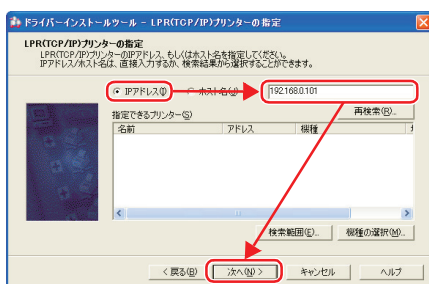 ドライバーインストールツール - LPR(TCP/IP)プリンターの指定
LPR(TCP/IP)プリンターの指定
LPR(TCP/IP)プリンターのIPアドレス、もしくはホスト名を指定してください。
IPアドレス/ホスト名は、直接入力するか、検索結果から選択することができます。
IPアドレス(I) ホスト名(J) 192.168.0.101
指定できるプリンター(S) 再検索(R)...
名前 アドレス 機種
検索範囲(E)... 機種の選択(M)...
< 戻る(B) 次へ(N) > キャンセル ヘルプ